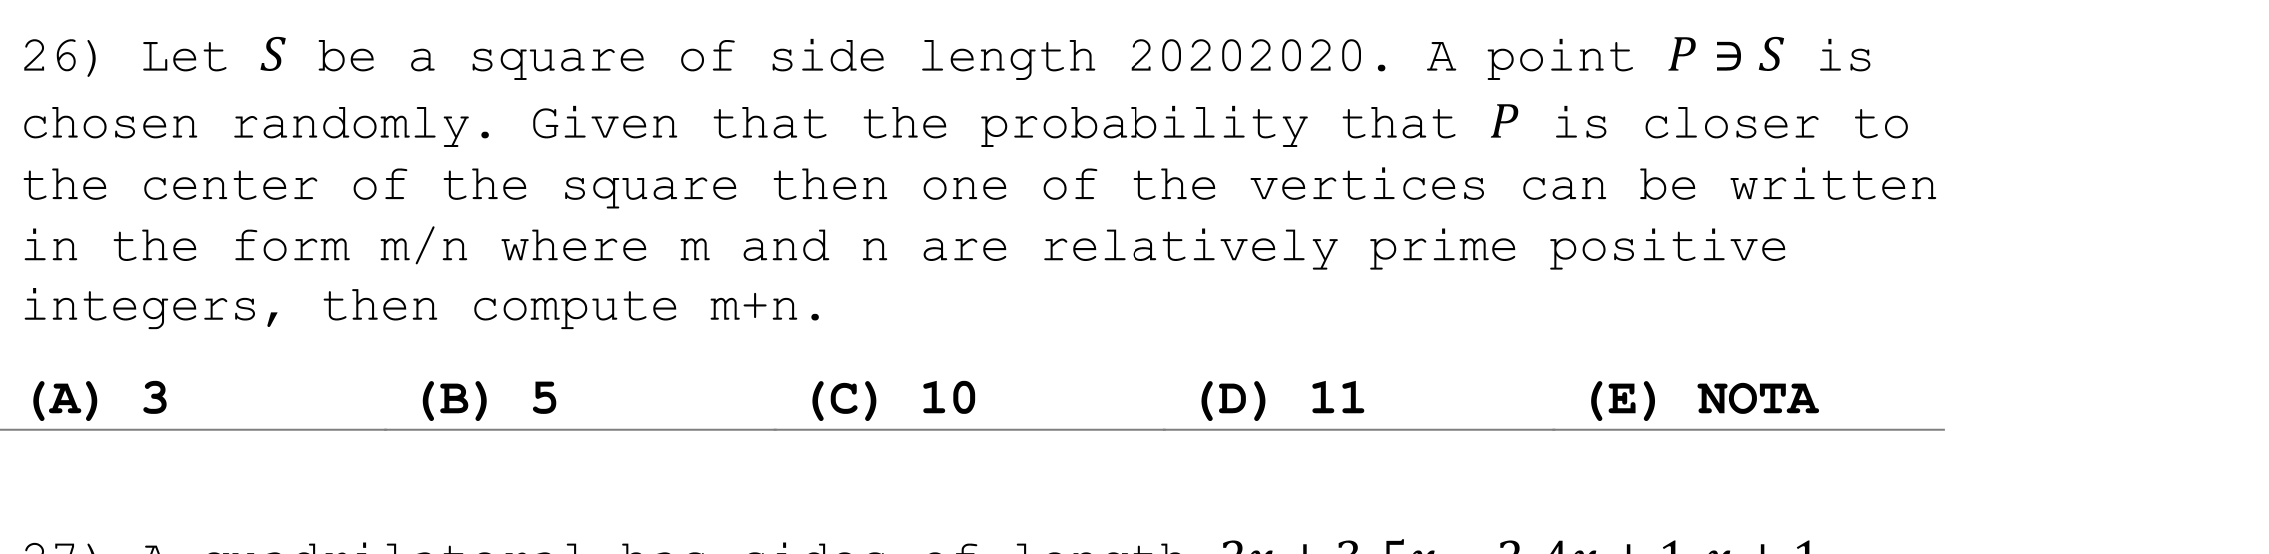 26) Let S be a square of side length 20202020. A point P ∋ S is
chosen randomly. Given that the probability that P is closer to
the center of the square then one of the vertices can be written
in the form m/n where m and n are relatively prime positive
integers, then compute m+n.
(A) 3 (B) 5 (C) 10 (D) 11 (E) NOTA
27) A quadrilateral has sides of length